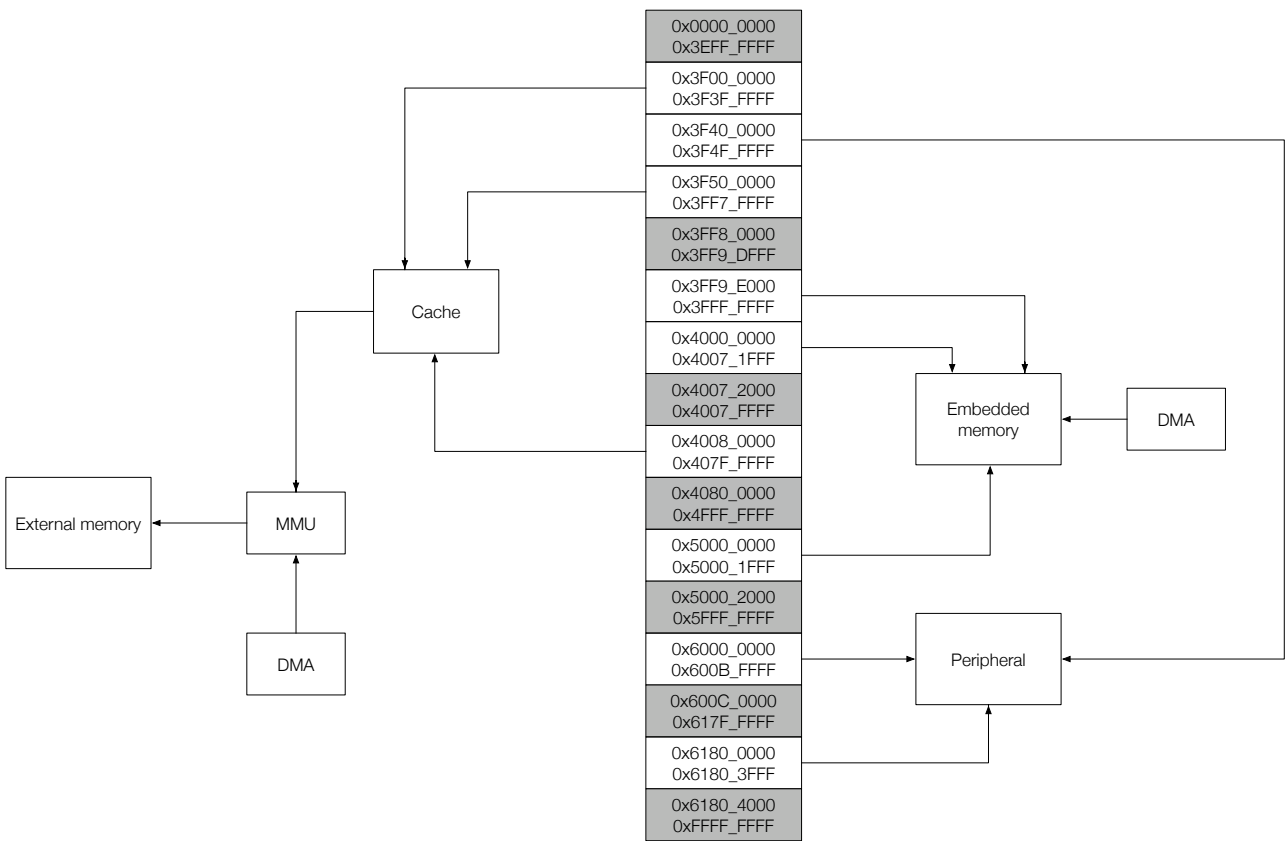 0x0000_0000
0x3EFF_FFFF
0x3F00_0000
0x3F3F_FFFF
0x3F40_0000
0x3F4F_FFFF
0x3F50_0000
0x3FF7_FFFF
0x3FF8_0000
0x3FF9_DFFF
0x3FF9_E000
0x3FFF_FFFF
0x4000_0000
0x4007_1FFF
0x4007_2000
0x4007_FFFF
0x4008_0000
0x407F_FFFF
0x4080_0000
0x4FFF_FFFF
0x5000_0000
0x5000_1FFF
0x5000_2000
0x5FFF_FFFF
0x6000_0000
0x600B_FFFF
0x600C_0000
0x617F_FFFF
0x6180_0000
0x6180_3FFF
0x6180_4000
0xFFFF_FFFF
Cache
External memory
MMU
DMA
Embedded
memory
DMA
Peripheral